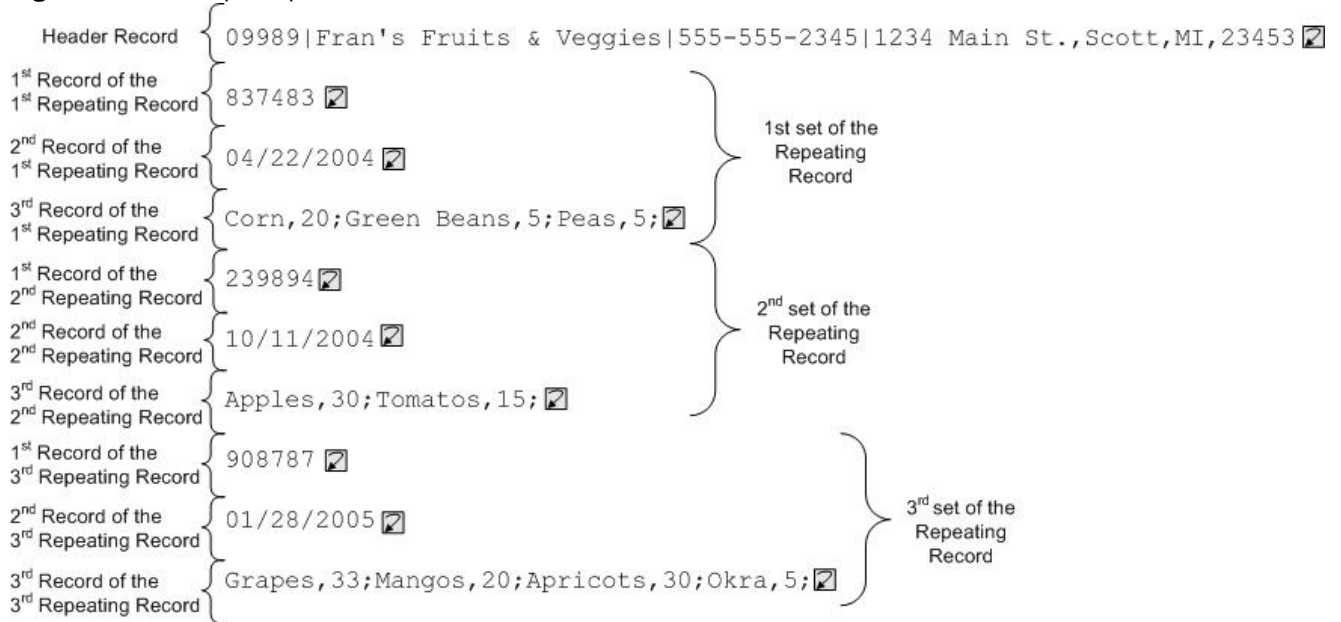 Header Record
09989|Fran's Fruits & Veggies|555-555-2345|1234 Main St.,Scott,MI,23453
1st Record of the
1st Repeating Record
837483
2nd Record of the
1st Repeating Record
04/22/2004
3rd Record of the
1st Repeating Record
Corn,20;Green Beans,5;Peas,5;
1st set of the
Repeating
Record
1st Record of the
2nd Repeating Record
239894
2nd Record of the
2nd Repeating Record
10/11/2004
3rd Record of the
2nd Repeating Record
Apples,30;Tomatos,15;
2nd set of the
Repeating
Record
1st Record of the
3rd Repeating Record
908787
2nd Record of the
3rd Repeating Record
01/28/2005
3rd Record of the
3rd Repeating Record
Grapes,33;Mangos,20;Apricots,30;Okra,5;
3rd set of the
Repeating
Record